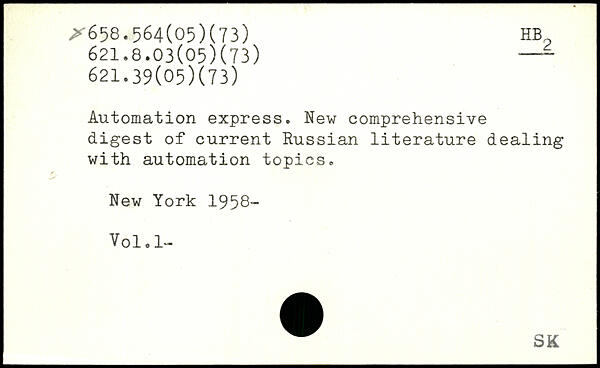 658.564(05)(73)
HB2
621.8.03(05)(73)
621.39(05)(73)
Automation express. New comprehensive
digest of current Russian literature dealing
with automation topics.
New York 1958-
Vol.1-
SK